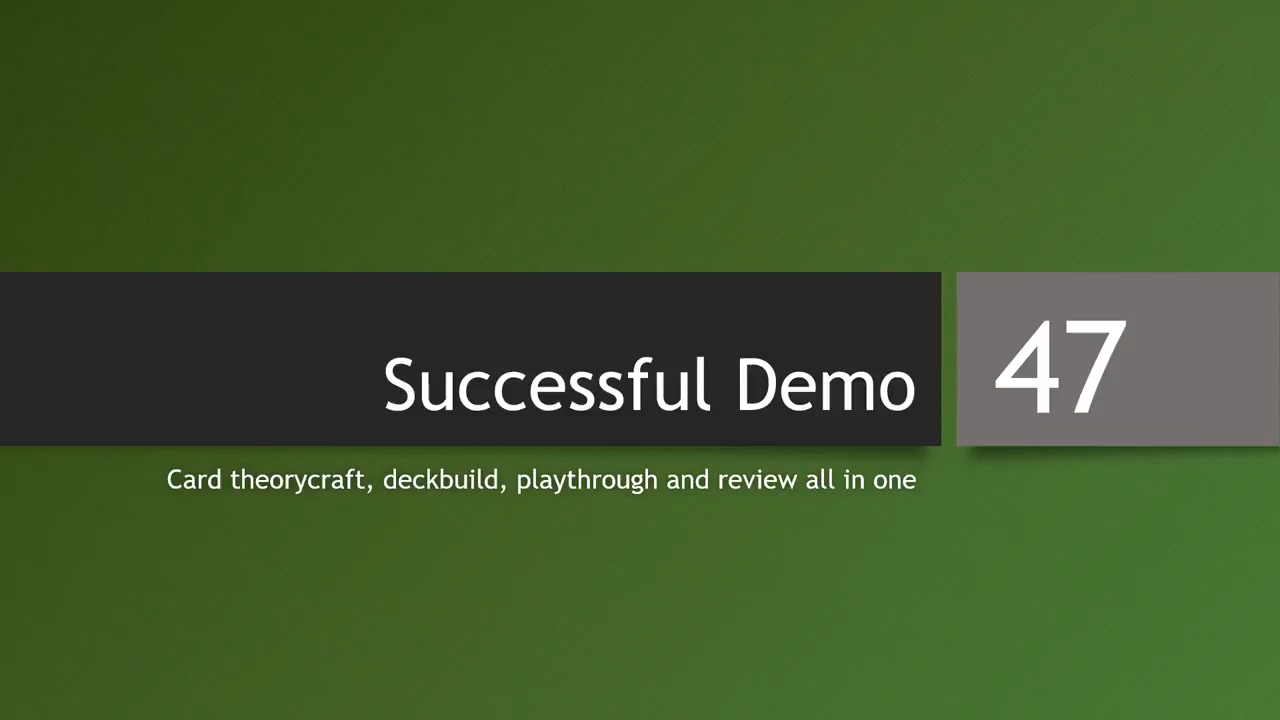 Successful Demo
47
Card theorycraft, deckbuild, playthrough and review all in one